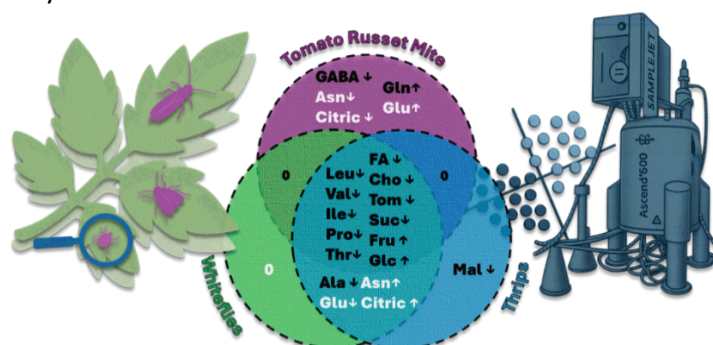 Tomato Russet Mite
GABA ↓
Gln↑
Asn↓
Glu↑
Citric ↓
0
Leu↓
Val↓
Ile↓
Pro↓
Thr↓
FA ↓
Cho ↓
Tom ↓
Suc↓
Fru ↑
Glc ↑
0
0
Ala ↓ Asn↑
Glu↓ Citric ↑
Mal ↓
Whiteflies
Thrips
SAMPLEJET
Ascend'600